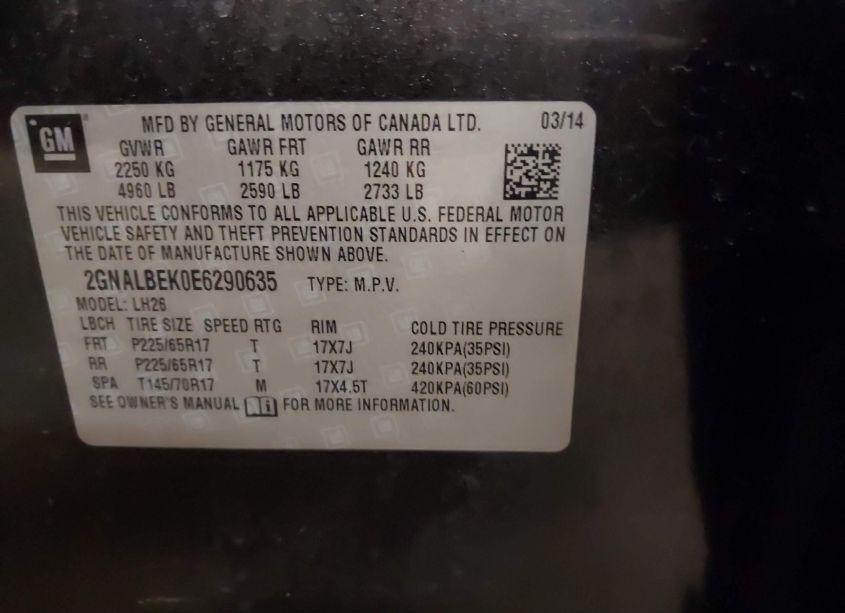 GM
MFD BY GENERAL MOTORS OF CANADA LTD. 03/14
GVWR GAWR FRT GAWR RR
2250 KG 1175 KG 1240 KG
4960 LB 2590 LB 2733 LB
THIS VEHICLE CONFORMS TO ALL APPLICABLE U.S. FEDERAL MOTOR
VEHICLE SAFETY AND THEFT PREVENTION STANDARDS IN EFFECT ON
THE DATE OF MANUFACTURE SHOWN ABOVE.
2GNALBEK0E6290635 TYPE: M.P.V.
MODEL: LH26
LBCH TIRE SIZE SPEED RTG RIM COLD TIRE PRESSURE
FRT P225/65R17 T 17X7J 240KPA(35PSI)
RR P225/65R17 T 17X7J 240KPA(35PSI)
SPA T145/70R17 M 17X4.5T 420KPA(60PSI)
SEE OWNER'S MANUAL i FOR MORE INFORMATION.